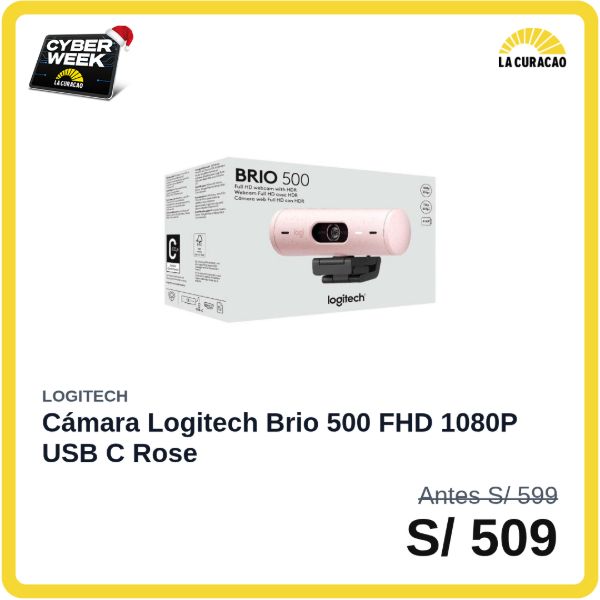 CYBER
WEEK
LA CURACAO
LA CURACAO
BRIO 500
Full HD webcam with HDR
Webcam Full HD avec HDR
Cámara web Full HD con HDR
logi
logitech
LOGITECH
Cámara Logitech Brio 500 FHD 1080P
USB C Rose
Antes S/ 599
S/ 509